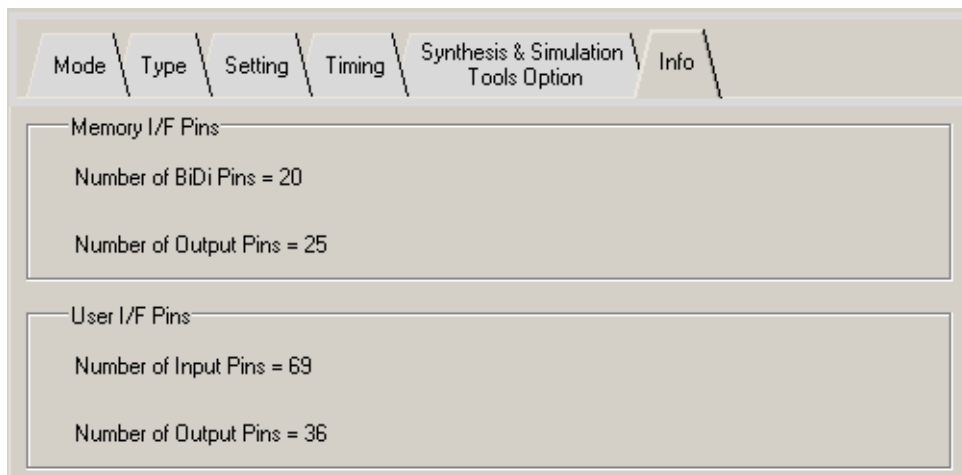 Mode
Type
Setting
Timing
Synthesis & Simulation
Tools Option
Info
Memory I/F Pins
Number of BiDi Pins = 20
Number of Output Pins = 25
User I/F Pins
Number of Input Pins = 69
Number of Output Pins = 36